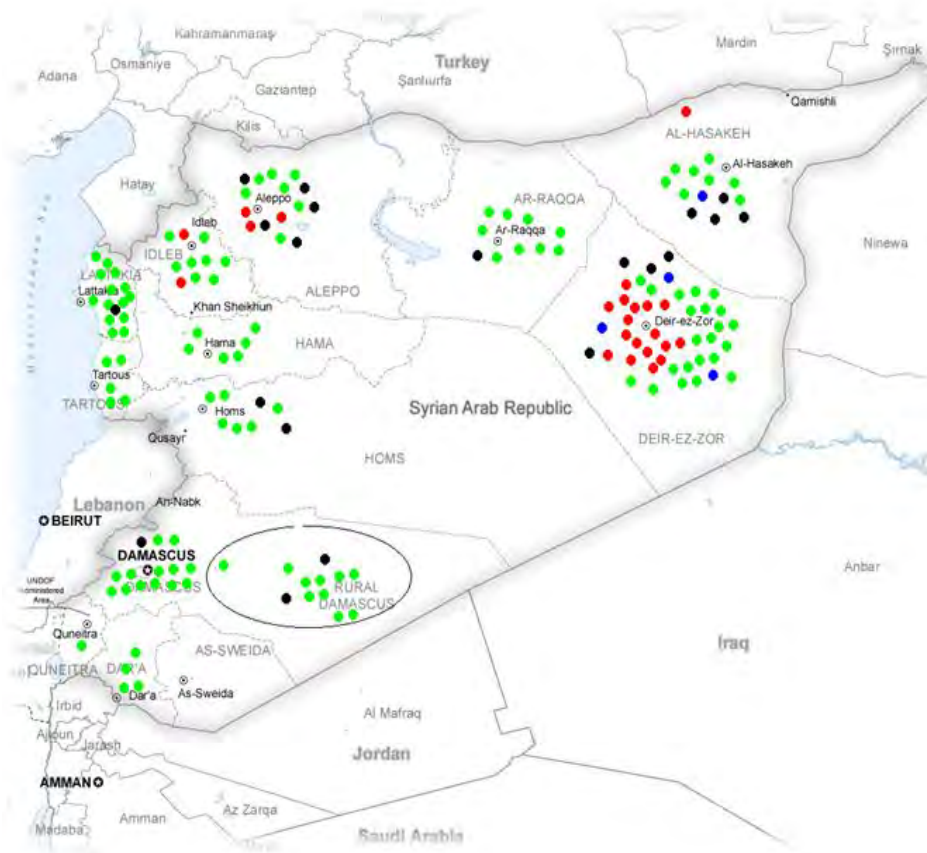 Kahramanmaraş
Mardin
Şırnak
Osmaniye
Turkey
Adana
Şanlıurfa
Gaziantep
Qamishli
Kilis
AL-HASAKEH
Al-Hasakeh
Hatay
Aleppo
AR-RAQQA
Idleb
Ar-Raqqa
Ninewa
IDLEB
Lattakia
ALEPPO
Khan Sheikhun
Deir-ez-Zor
Hama
HAMA
Tartous
TARTOUS
Homs
Syrian Arab Republic
Qusayr
DEIR-EZ-ZOR
HOMS
Lebanon
An-Nabk
BEIRUT
DAMASCUS
UNDOF
Area
DAMASCUS
RURAL
DAMASCUS
Anbar
Quneitra
AS-SWEIDA
Iraq
QUNEITRA
DAR'A
Dar'a
As-Sweida
Irbid
Al Mafraq
Ajloun
Jarash
Jordan
AMMAN
Az Zarqa
Amman
Madaba
Saudi Arabia